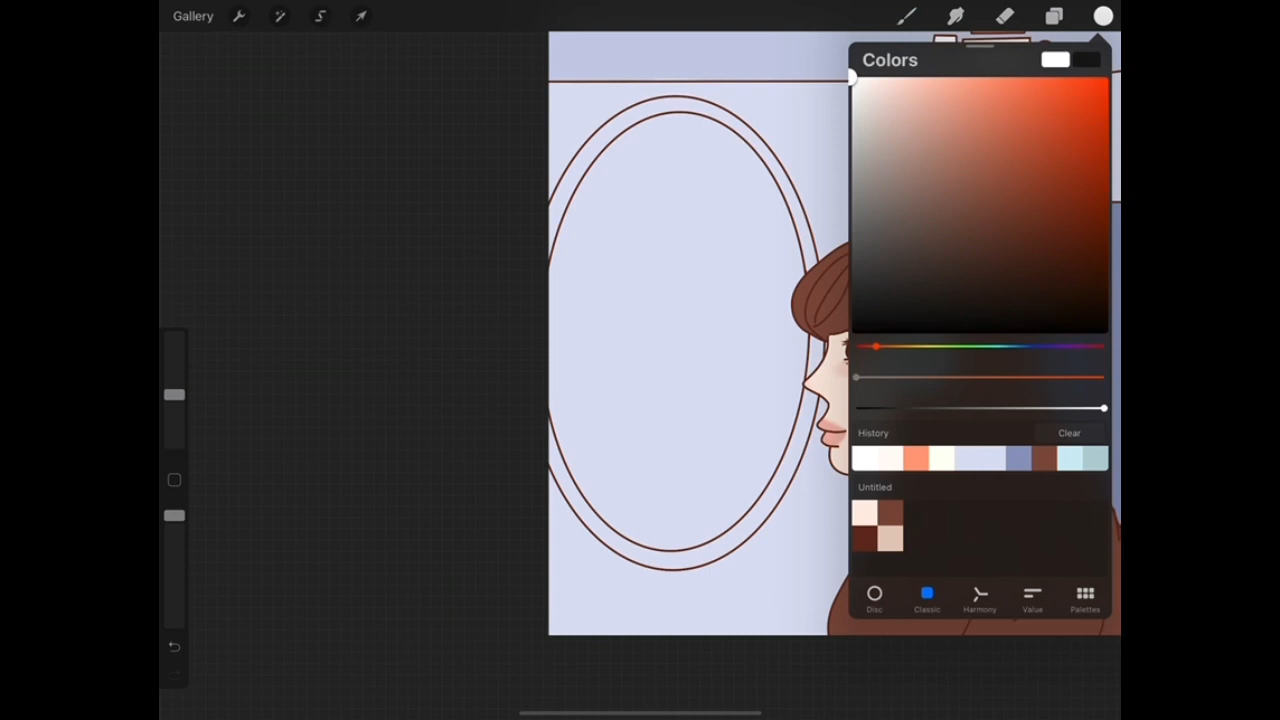 Gallery
Colors
History Clear
Untitled
Disc Classic Harmony Value Palettes